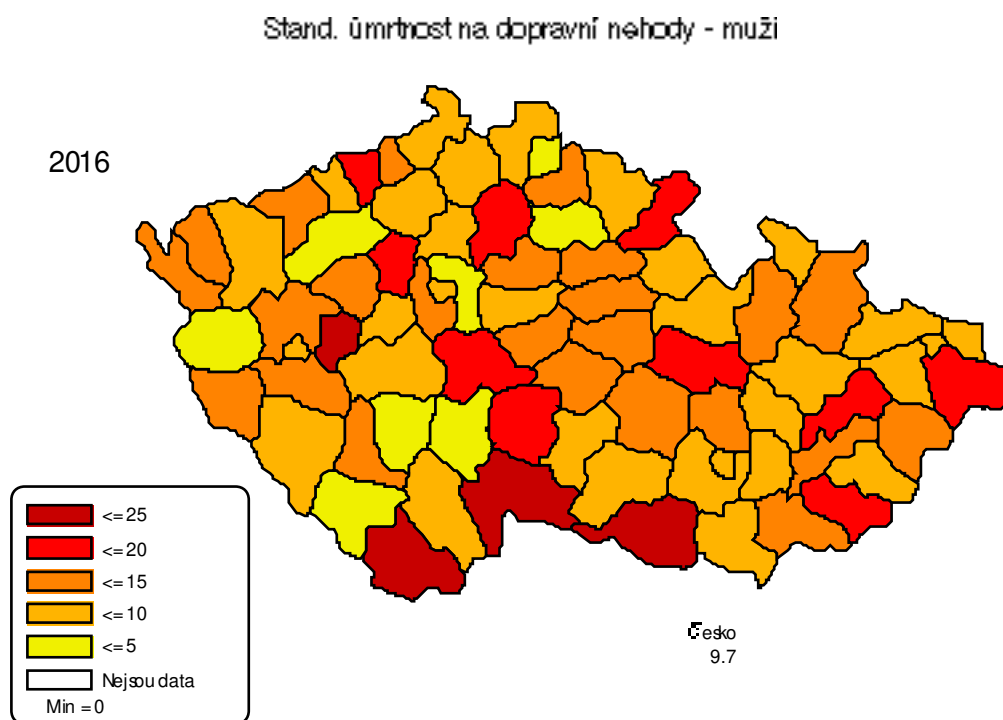 Stand. úmrtnost na dopravní nehody - muži
2016
<=25
<=20
<=15
<=10
<=5
Nejsou data
Min = 0
Česko
9.7